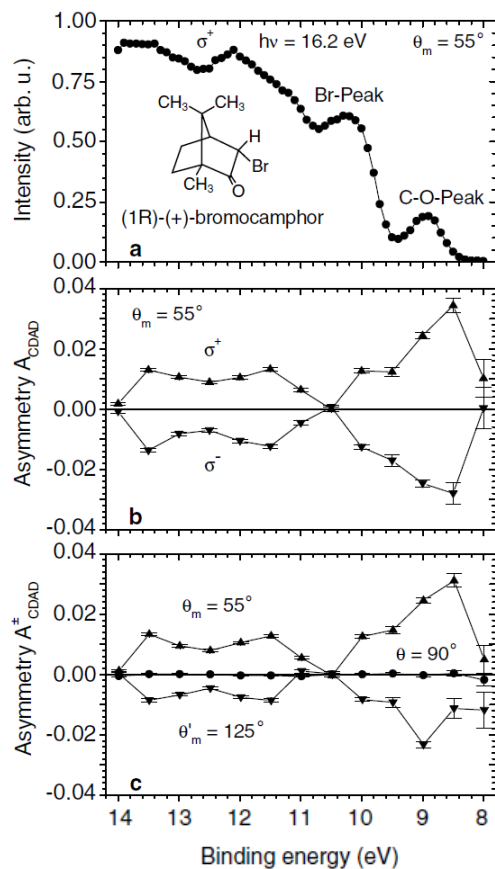 1.00
0.75
0.50
0.25
0.00
Intensity (arb. u.)
σ⁺
hν = 16.2 eV
θₘ = 55°
Br-Peak
C-O-Peak
CH₃ CH₃
H
Br
CH₃ O
(1R)-(+)-bromocamphor
a
0.04
0.02
0.00
-0.02
-0.04
Asymmetry A_CDAD
θₘ = 55°
σ⁺
σ⁻
b
0.04
0.02
0.00
-0.02
-0.04
Asymmetry A±_CDAD
θₘ = 55°
θ = 90°
θ'ₘ = 125°
c
14 13 12 11 10 9 8
Binding energy (eV)